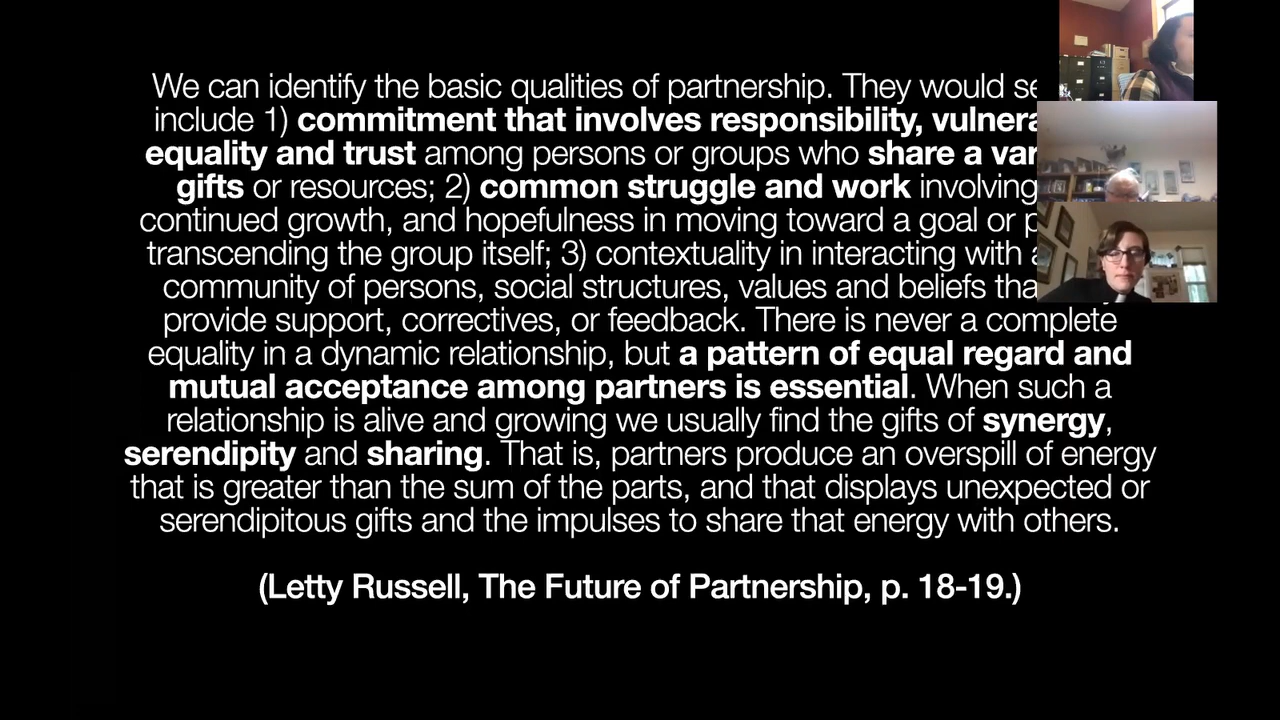 We can identify the basic qualities of partnership. They would
include 1) commitment that involves responsibility,
equality and trust among persons or groups who share a
gifts or resources; 2) common struggle and work involving
continued growth, and hopefulness in moving toward a goal or
transcending the group itself; 3) contextuality in interacting with
community of persons, social structures, values and beliefs
provide support, correctives, or feedback. There is never a complete
equality in a dynamic relationship, but a pattern of equal regard and
mutual acceptance among partners is essential. When such a
relationship is alive and growing we usually find the gifts of synergy,
serendipity and sharing. That is, partners produce an overspill of energy
that is greater than the sum of the parts, and that displays unexpected or
serendipitous gifts and the impulses to share that energy with others.
(Letty Russell, The Future of Partnership, p. 18-19.)